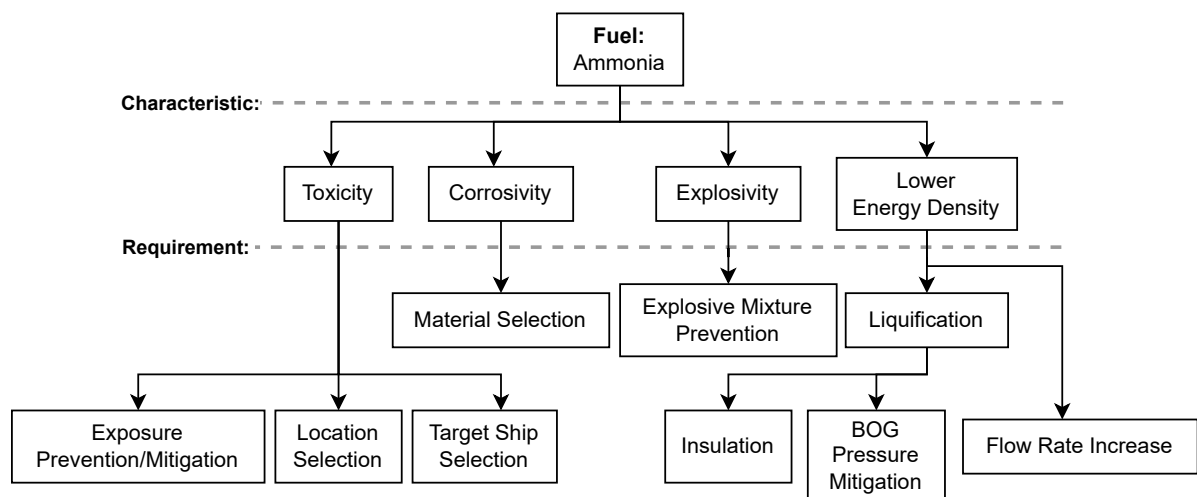 Fuel:
Ammonia
Characteristic:
Toxicity
Corrosivity
Explosivity
Lower
Energy Density
Requirement:
Material Selection
Explosive Mixture
Prevention
Liquification
Exposure
Prevention/Mitigation
Location
Selection
Target Ship
Selection
Insulation
BOG
Pressure
Mitigation
Flow Rate Increase